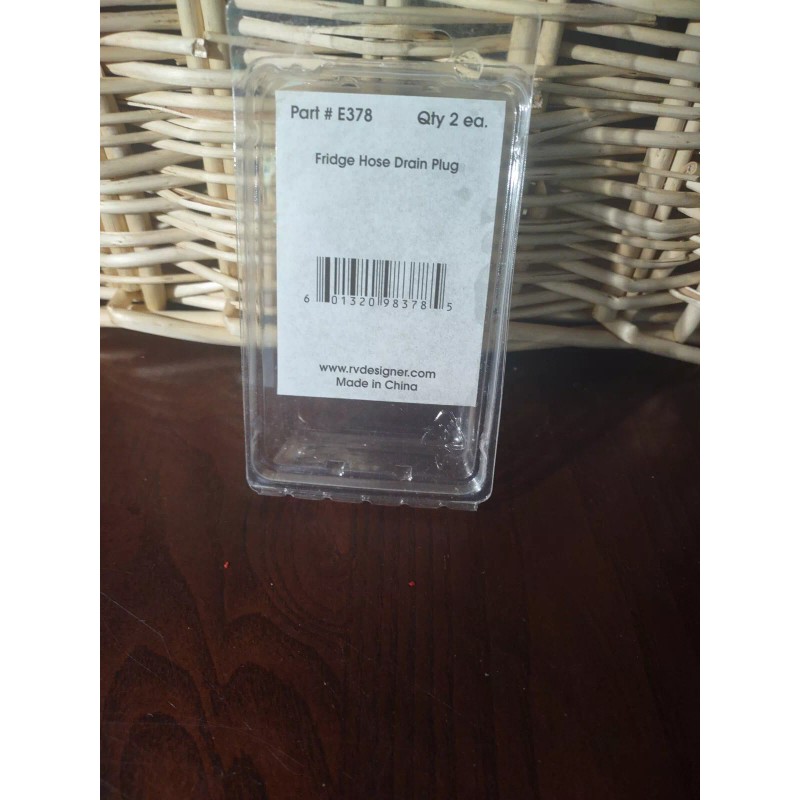 Part # E378 Qty 2 ea.
Fridge Hose Drain Plug
6 01320 98378 5
www.rvdesigner.com
Made in China